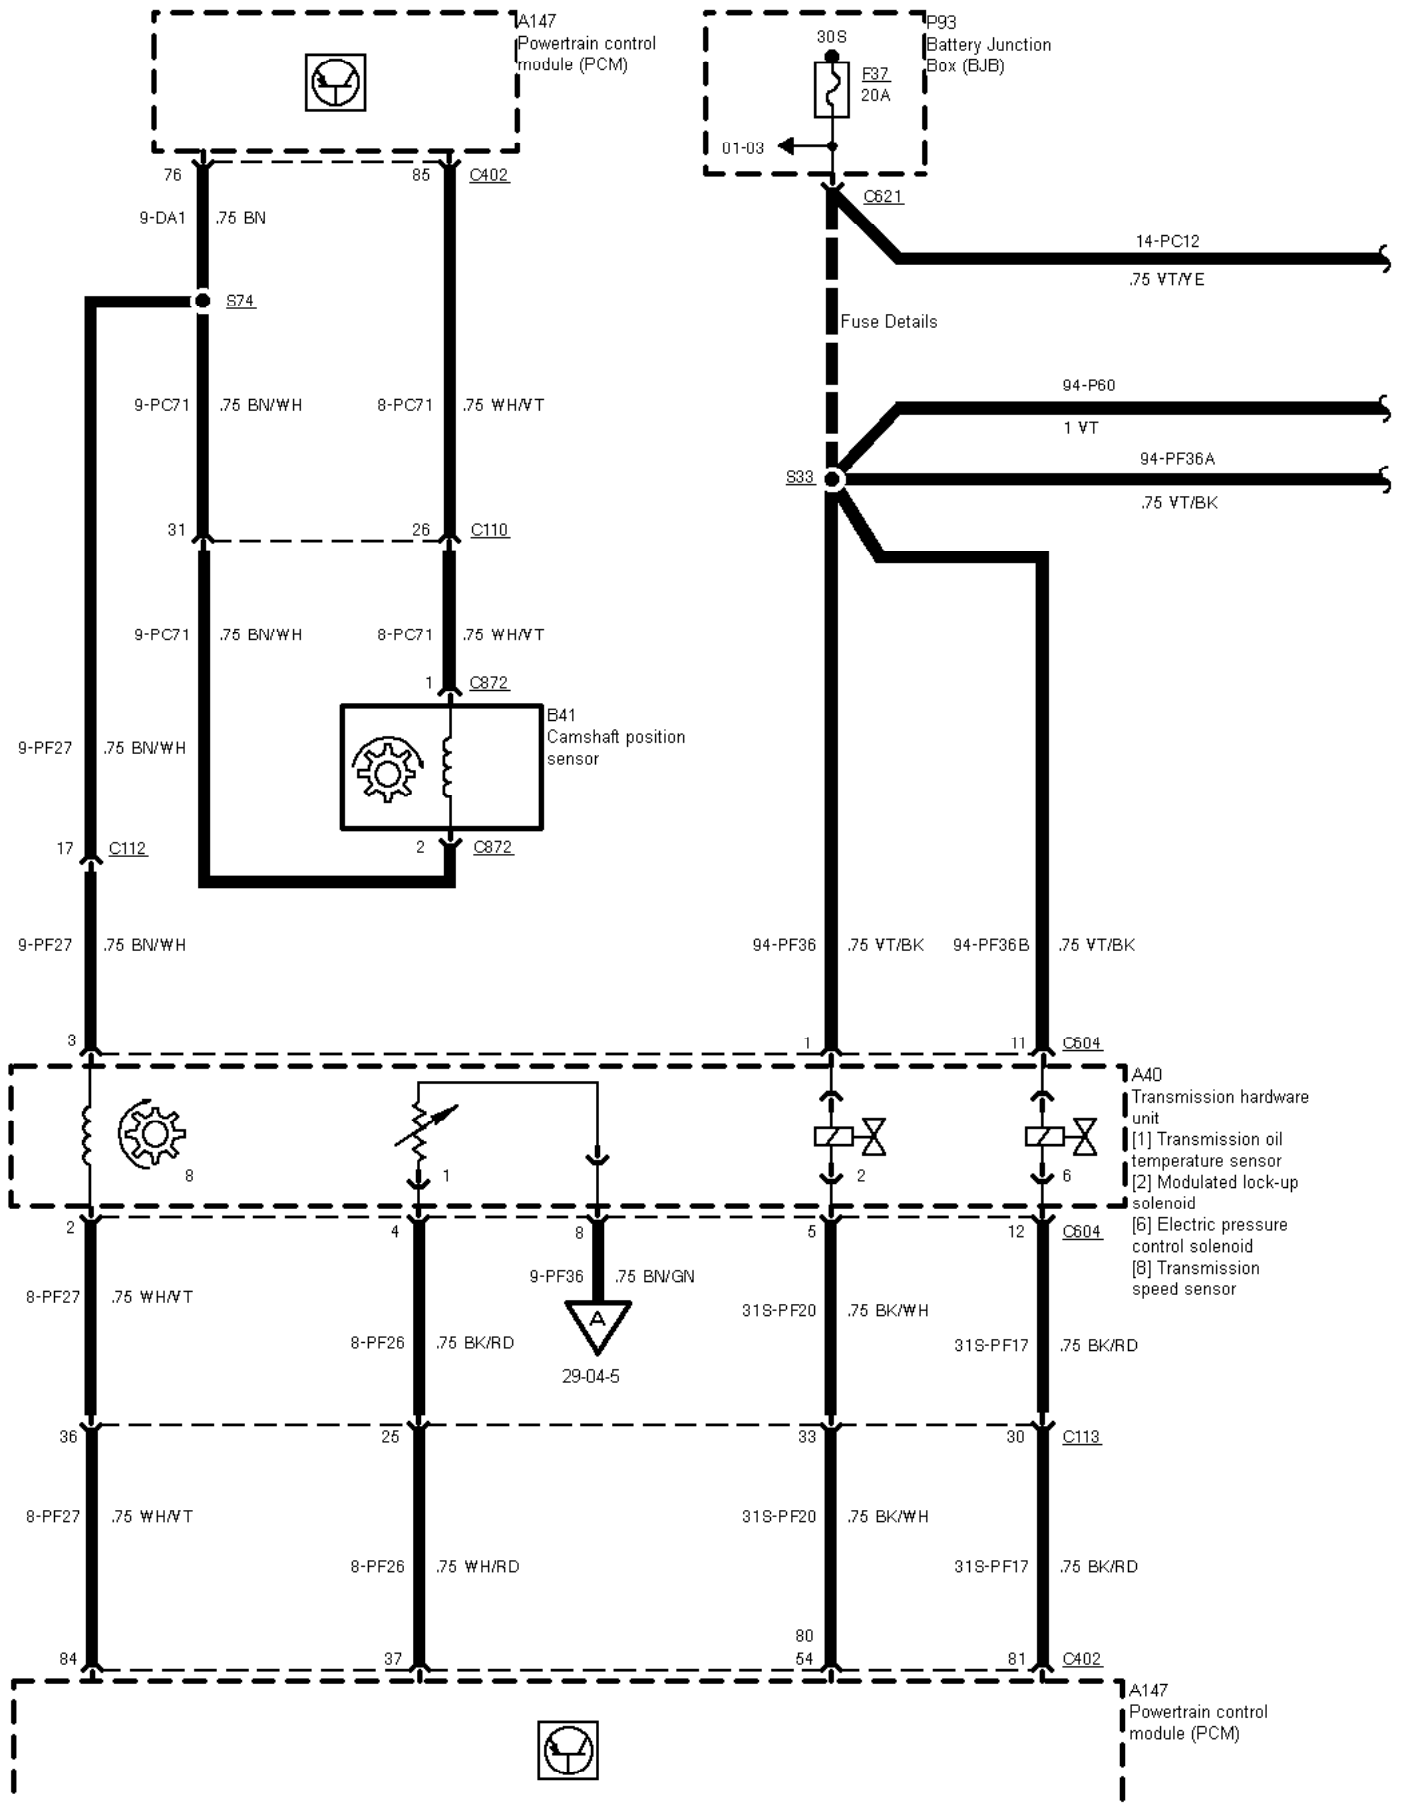 A147
Powertrain control
module (PCM)
P93
Battery Junction
Box (BJB)
30S
F37
20A
01-03
76
85
C402
C621
9-DA1
.75 BN
14-PC12
.75 VT/YE
S74
Fuse Details
94-P60
1 VT
9-PC71
.75 BN/WH
8-PC71
.75 WH/VT
94-PF36A
.75 VT/BK
S33
31
26
C110
9-PC71
.75 BN/WH
8-PC71
.75 WH/VT
1
C872
B41
Camshaft position
sensor
9-PF27
.75 BN/WH
17
C112
2
C872
9-PF27
.75 BN/WH
94-PF36
.75 VT/BK
94-PF36B
.75 VT/BK
3
1
11
C604
A40
Transmission hardware
unit
[1] Transmission oil
temperature sensor
[2] Modulated lock-up
solenoid
[6] Electric pressure
control solenoid
[8] Transmission
speed sensor
8
1
2
6
2
4
8
5
12
C604
8-PF27
.75 WH/VT
9-PF36
.75 BN/GN
A
29-04-5
8-PF26
.75 BK/RD
31S-PF20
.75 BK/WH
31S-PF17
.75 BK/RD
36
25
33
30
C113
8-PF27
.75 WH/VT
31S-PF20
.75 BK/WH
8-PF26
.75 WH/RD
31S-PF17
.75 BK/RD
80
84
37
54
81
C402
A147
Powertrain control
module (PCM)